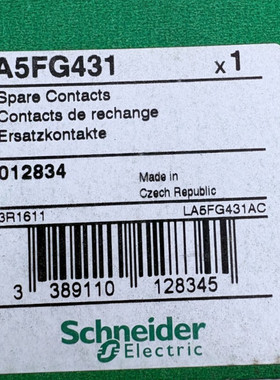 A5FG431 x1
Spare Contacts
Contacts de rechange
Ersatzkontakte
012834 Made in
Czech Republic
3R1611 LA5FG431AC
3 389110 128345
Schneider
Electric